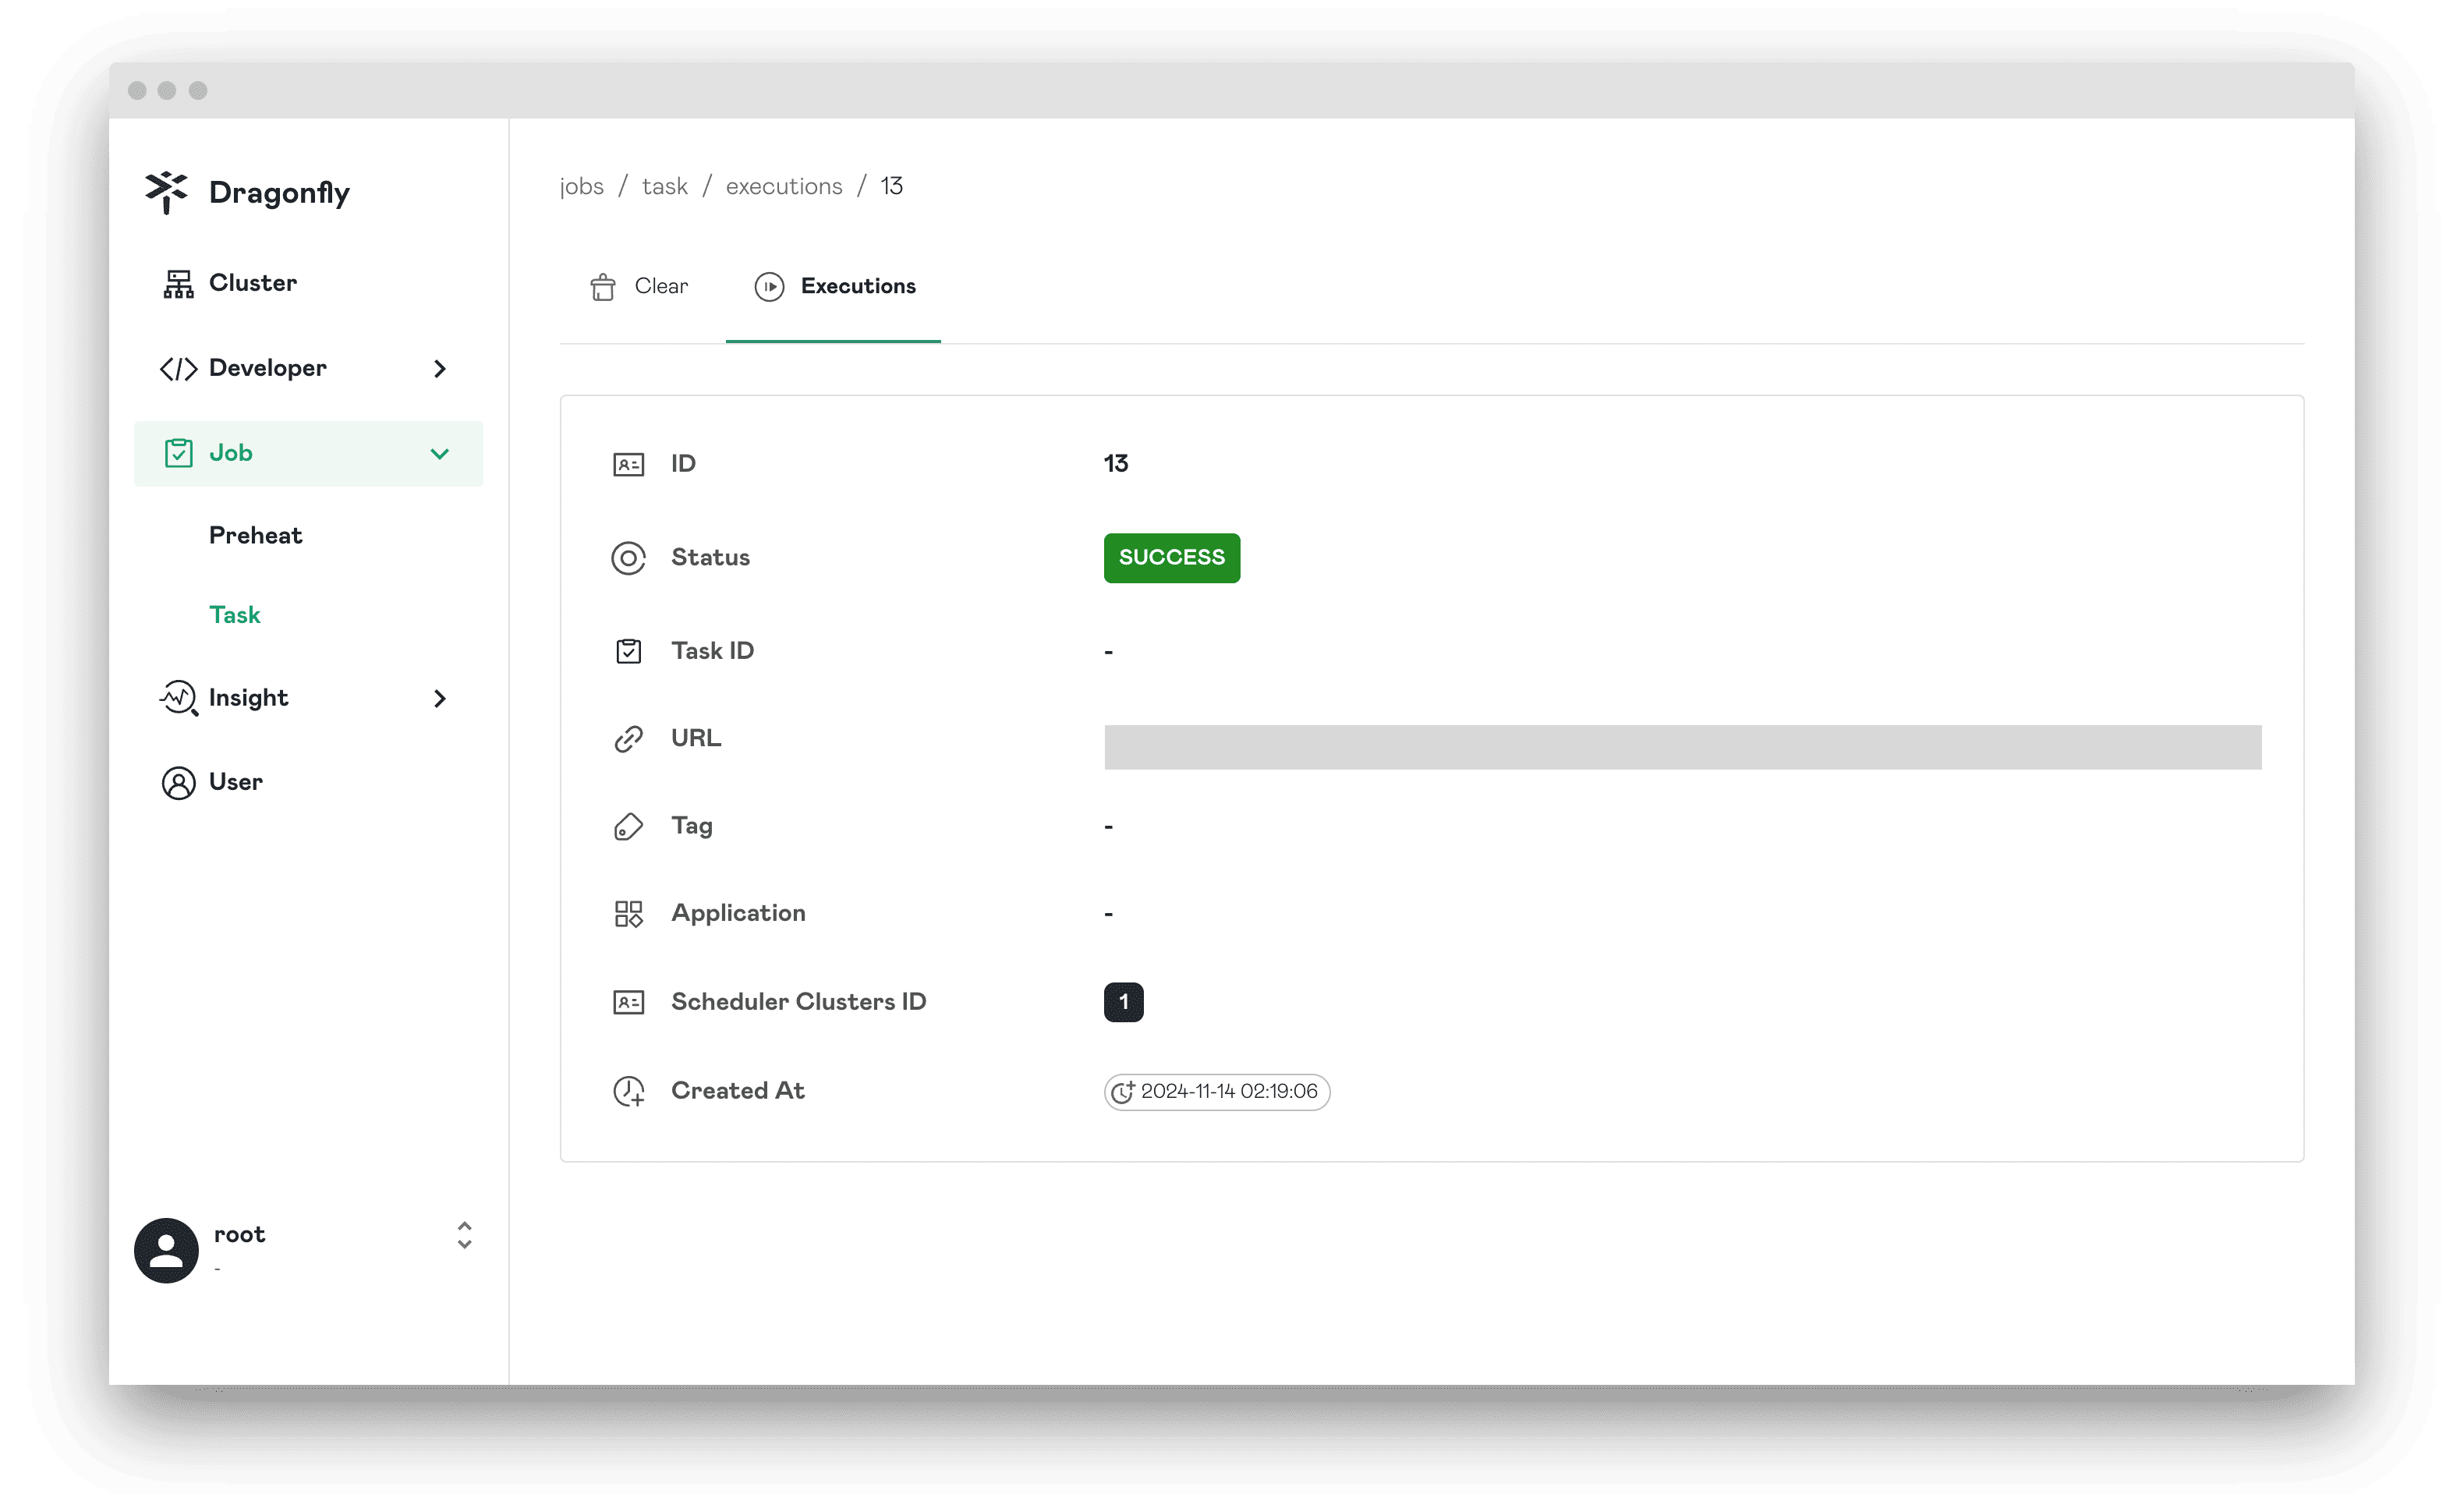 Dragonfly
Cluster
Developer
Job
Preheat
Task
Insight
User
root
-
jobs / task / executions / 13
Clear
Executions
ID 13
Status SUCCESS
Task ID -
URL
Tag -
Application -
Scheduler Clusters ID 1
Created At 2024-11-14 02:19:06